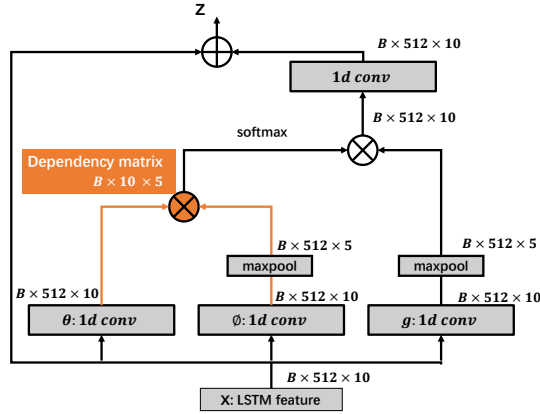 Z
B × 512 × 10
1d conv
B × 512 × 10
softmax
Dependency matrix
B × 10 × 5
B × 512 × 5
B × 512 × 5
maxpool
maxpool
B × 512 × 10
B × 512 × 10
B × 512 × 10
θ: 1d conv
∅: 1d conv
g: 1d conv
B × 512 × 10
X: LSTM feature